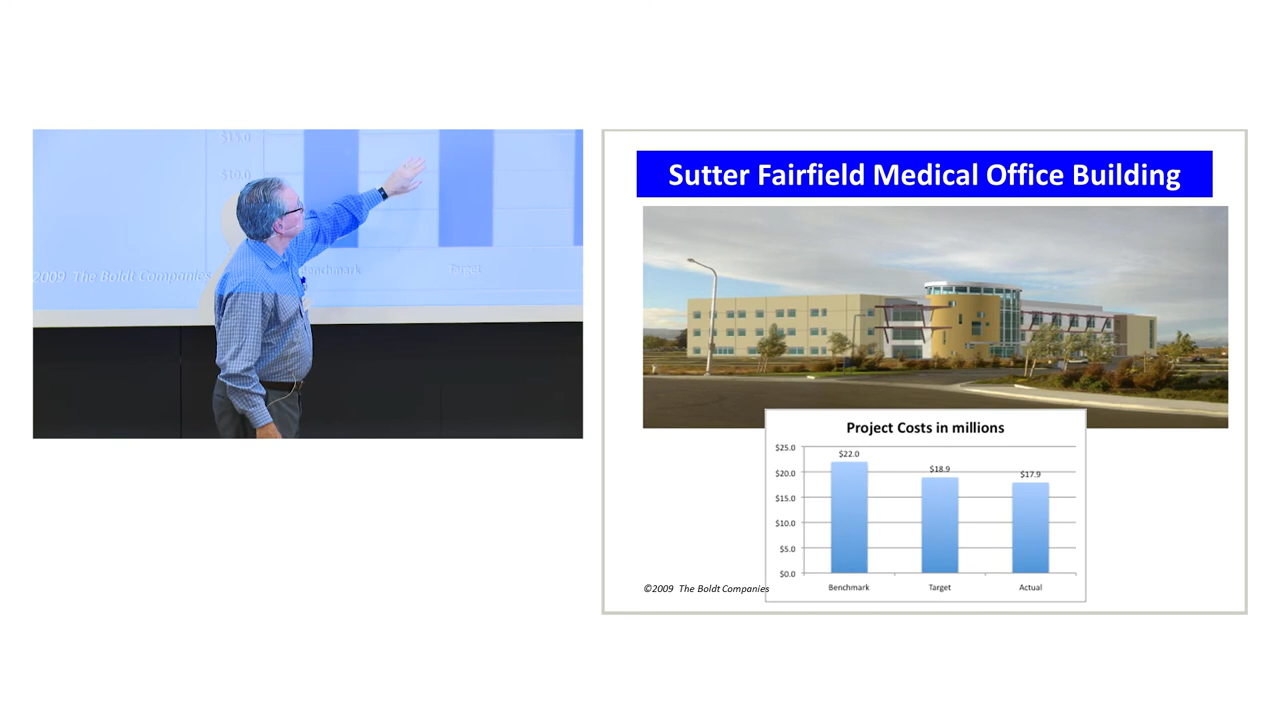 $15.0
$10.0
Benchmark
Target
2009 The Boldt Companies
Sutter Fairfield Medical Office Building
Project Costs in millions
$25.0
$20.0
$15.0
$10.0
$5.0
$0.0
$22.0
$18.9
$17.9
Benchmark
Target
Actual
©2009 The Boldt Companies